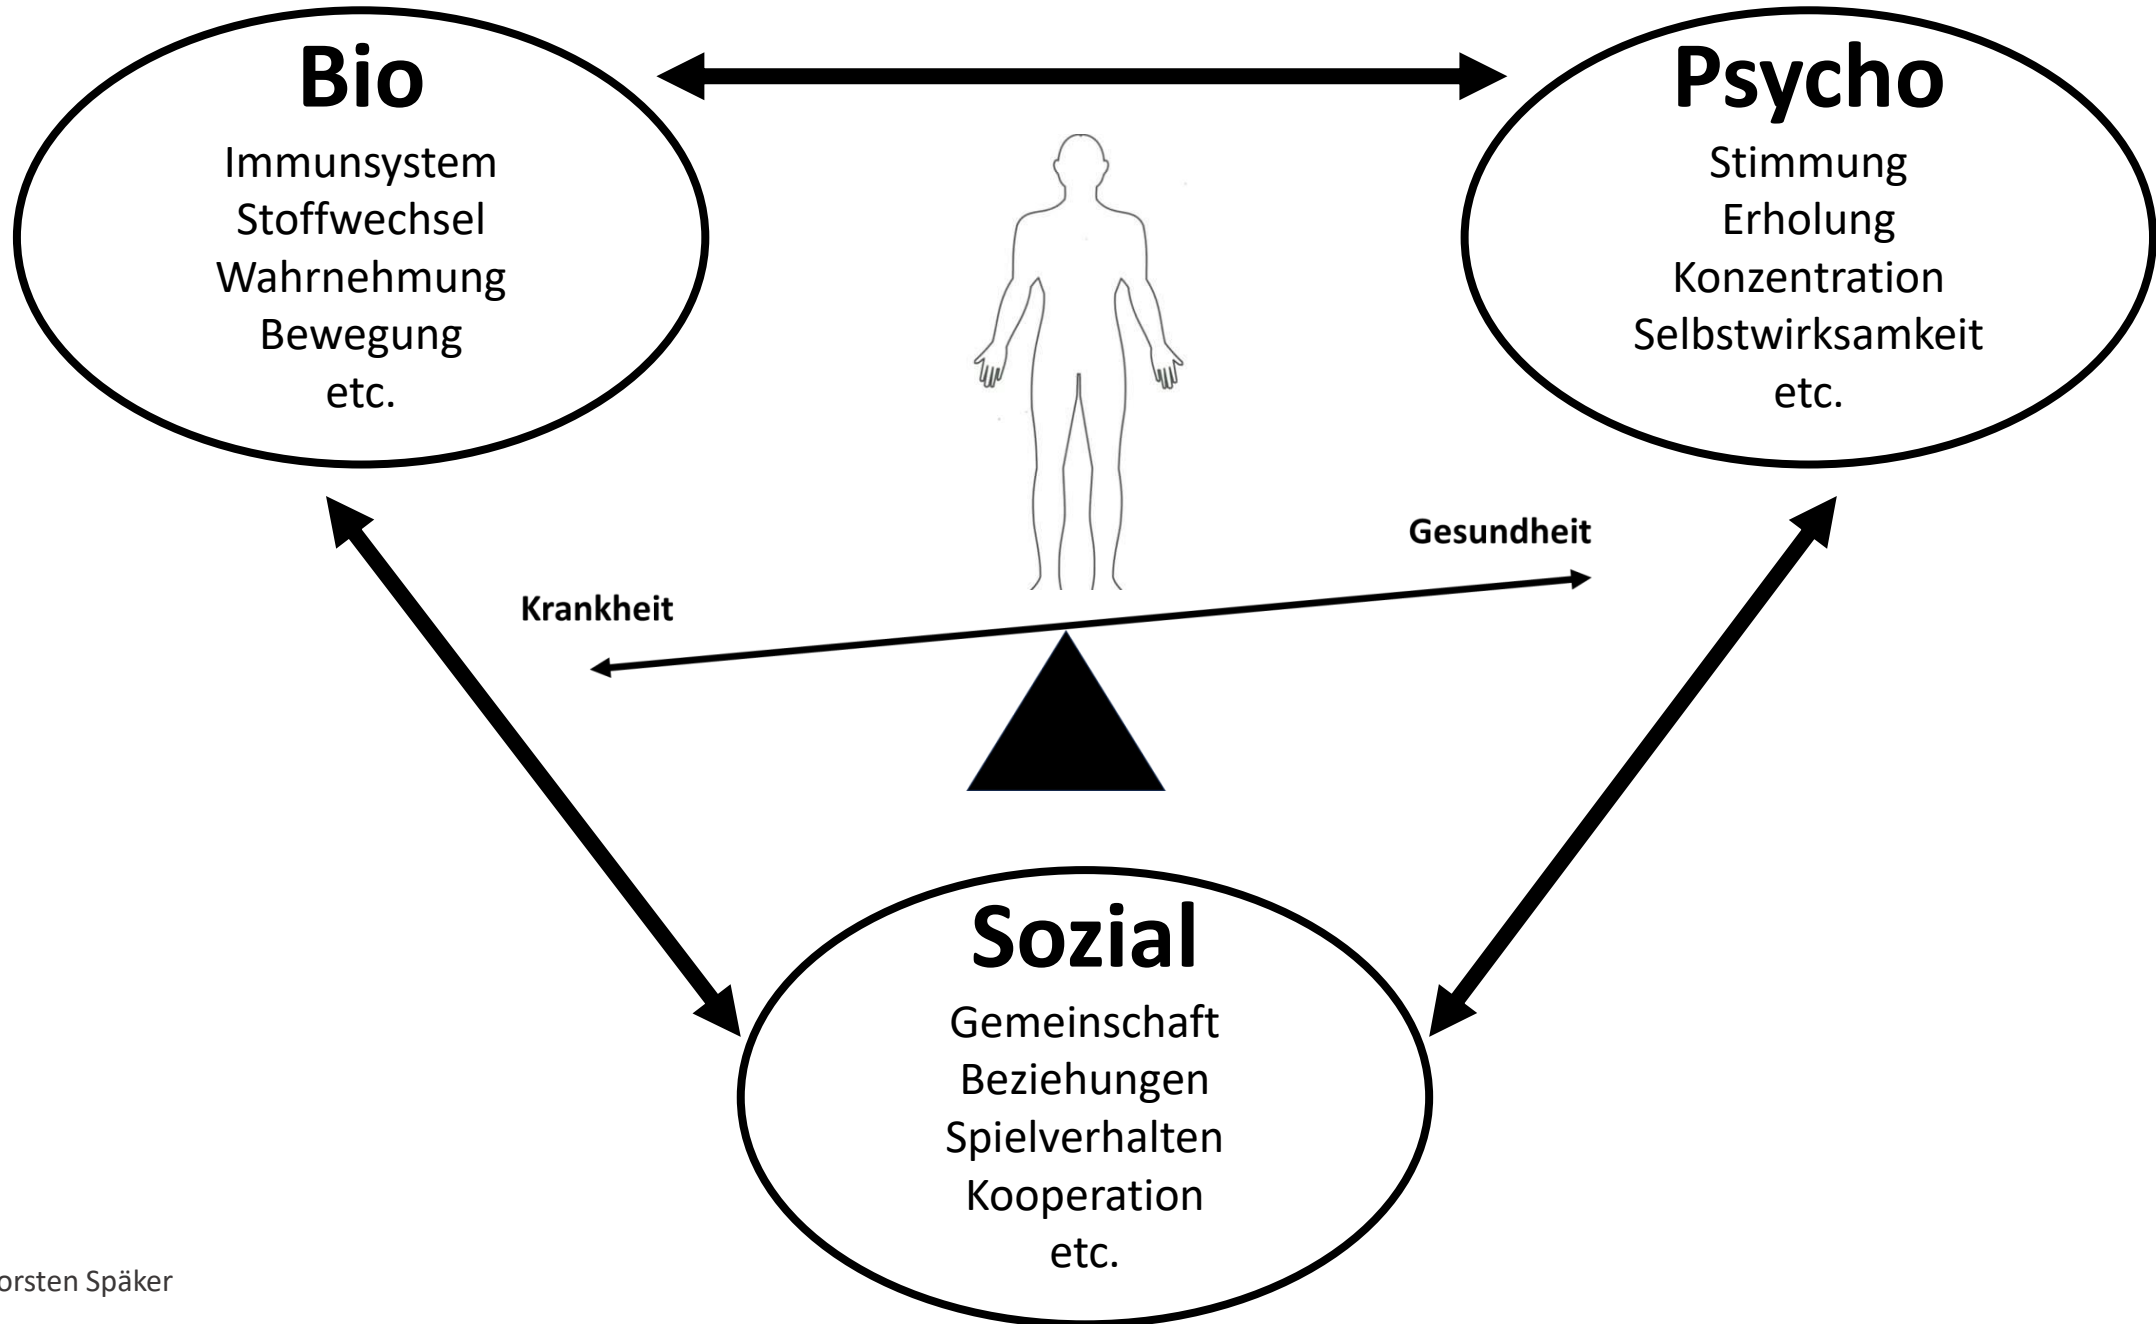 Bio
Immunsystem
Stoffwechsel
Wahrnehmung
Bewegung
etc.
Psycho
Stimmung
Erholung
Konzentration
Selbstwirksamkeit
etc.
Gesundheit
Krankheit
Sozial
Gemeinschaft
Beziehungen
Spielverhalten
Kooperation
etc.
orsten Späker